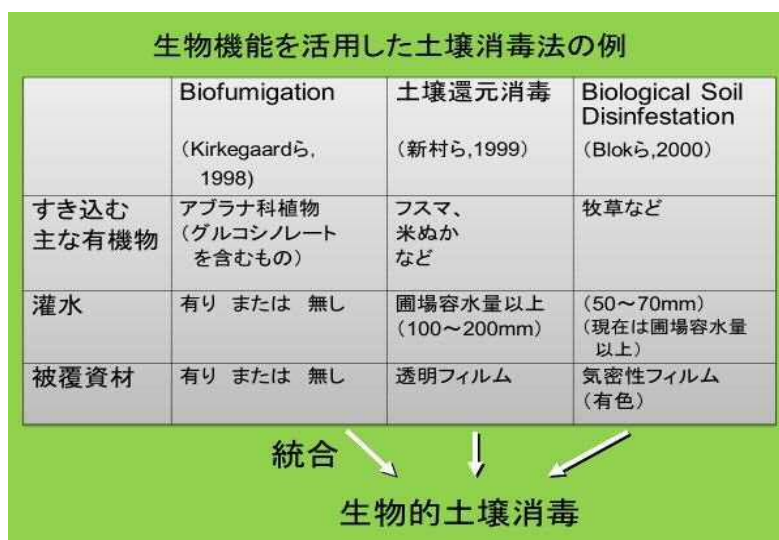 生物機能を活用した土壌消毒法の例
Biofumigation
(Kirkegaardら,
1998)
土壌還元消毒
(新村ら,1999)
Biological Soil
Disinfestation
(Blokら,2000)
すき込む
主な有機物
アブラナ科植物
(グルコシノレート
を含むもの)
フスマ、
米ぬか
など
牧草など
灌水
有り または 無し
圃場容水量以上
(100～200mm)
(50～70mm)
(現在は圃場容水量
以上)
被覆資材
有り または 無し
透明フィルム
気密性フィルム
(有色)
統合
生物的土壌消毒